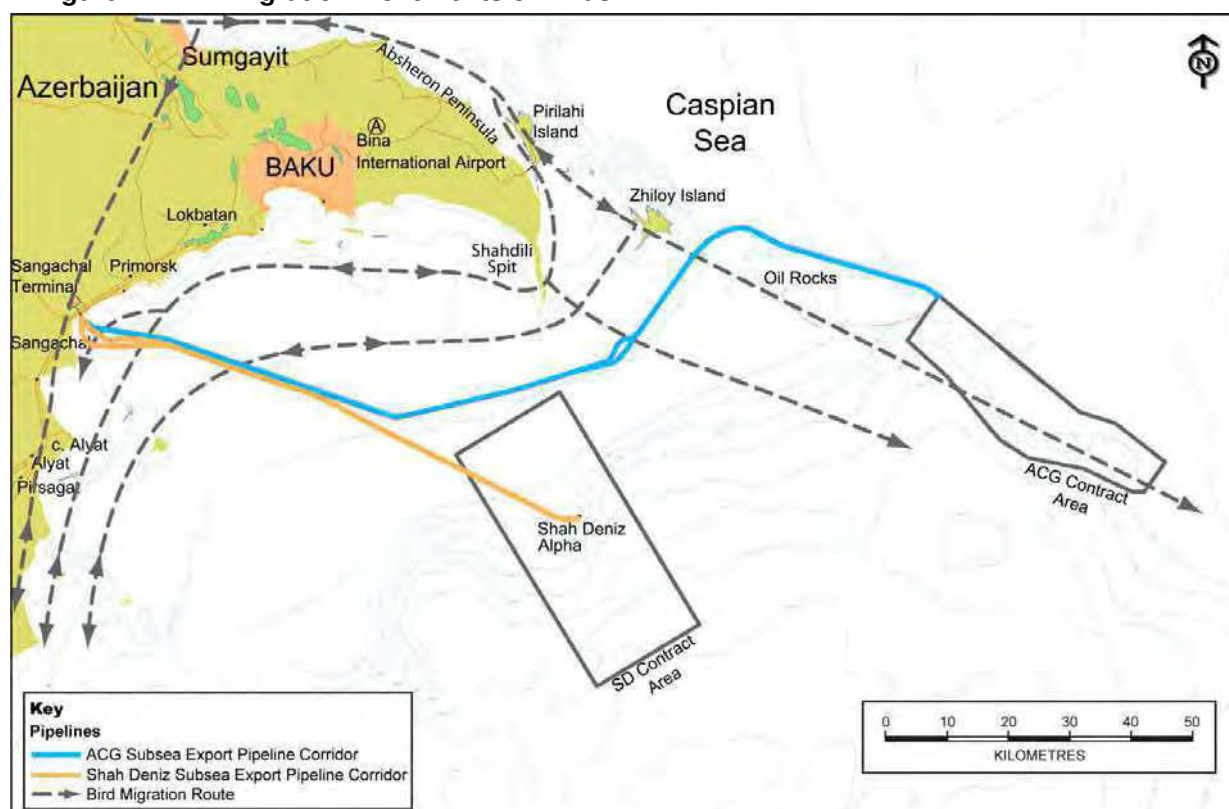 Sumgayit
Azerbaijan
Absheron Peninsula
Pirilahi
Island
Caspian
Sea
N
A
Bina
International Airport
BAKU
Zhiloy Island
Lokbatan
Shahdili
Spit
Sangachal
Terminal
Primorsk
Oil Rocks
Sangachal
c. Alyat
Alyat
Pirsagat
ACG Contract
Area
Shah Deniz
Alpha
SD Contract
Area
Key
Pipelines
ACG Subsea Export Pipeline Corridor
Shah Deniz Subsea Export Pipeline Corridor
Bird Migration Route
0 10 20 30 40 50
KILOMETRES